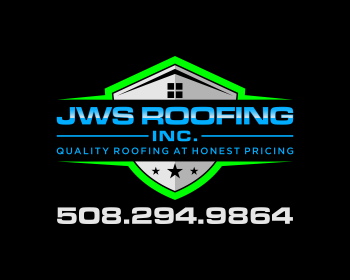 JWS ROOFING
INC.
QUALITY ROOFING AT HONEST PRICING
508.294.9864